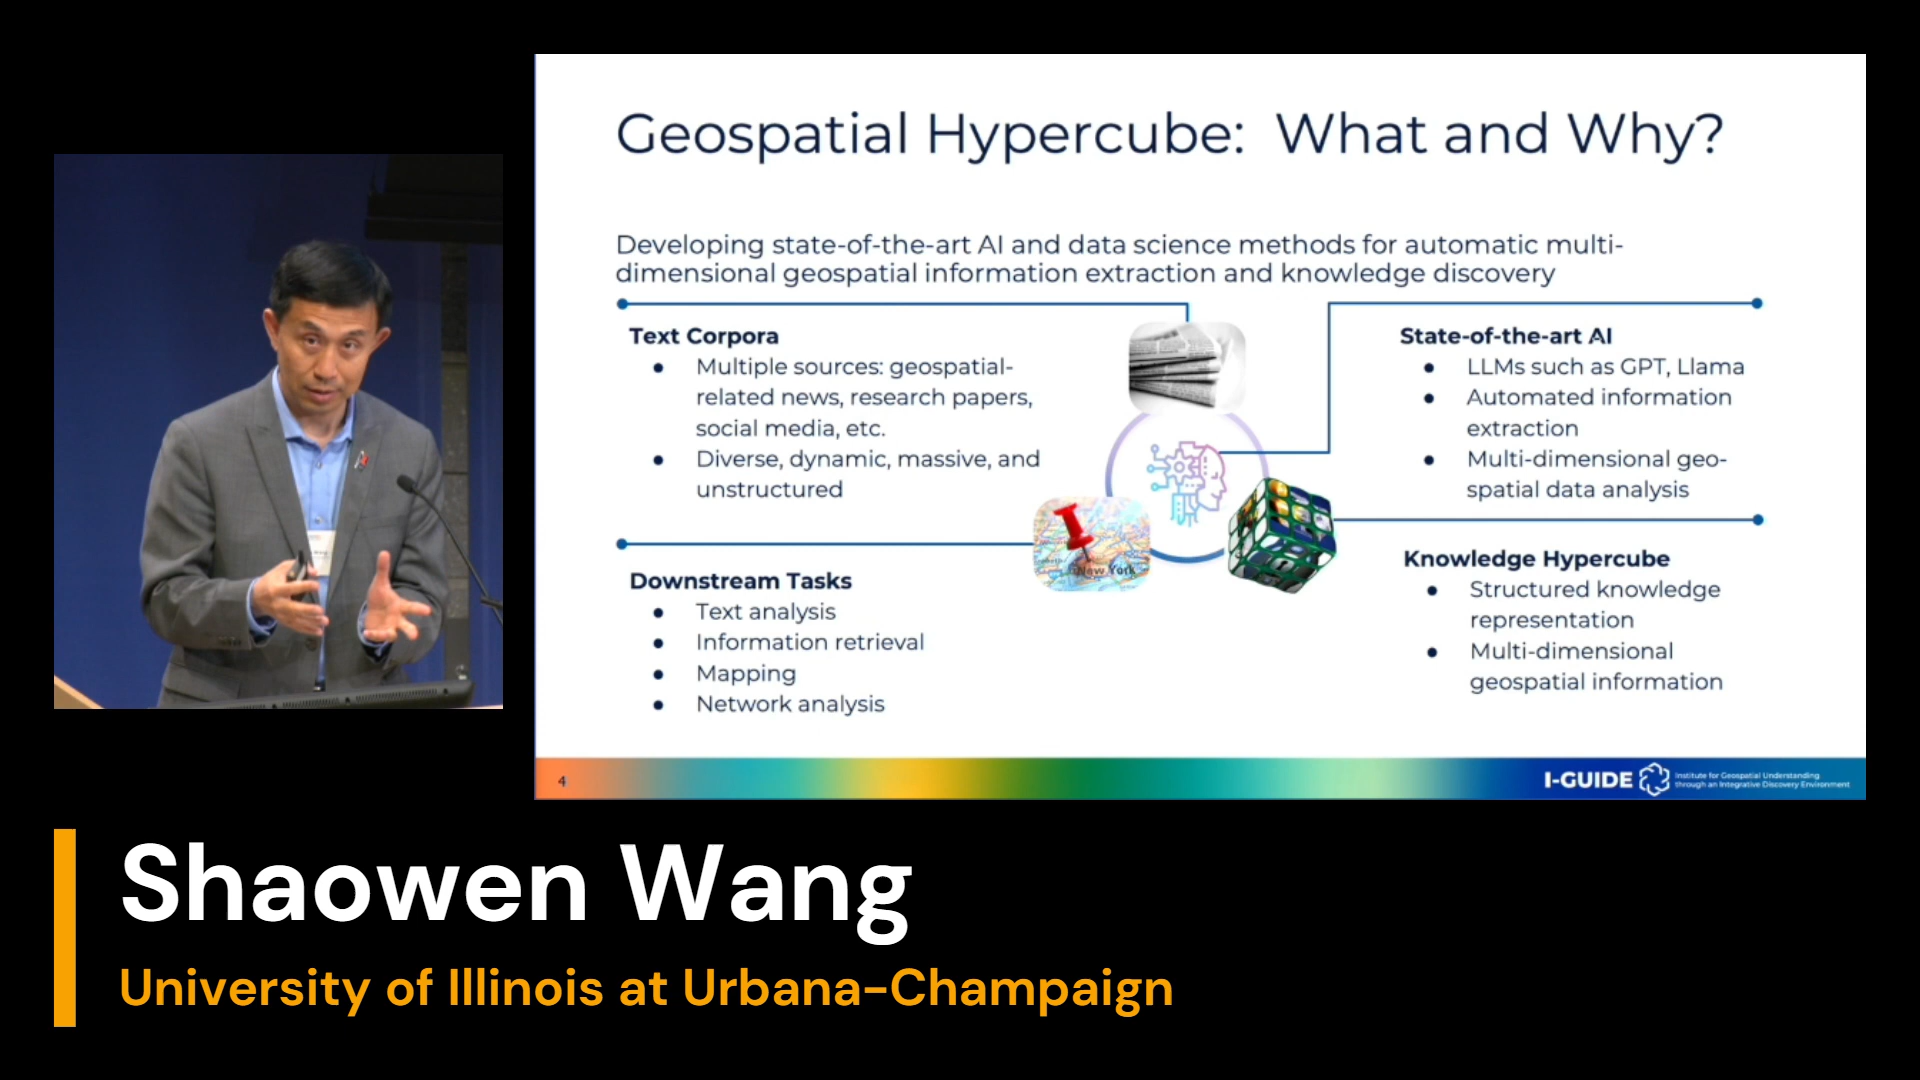 Geospatial Hypercube: What and Why?
Developing state-of-the-art AI and data science methods for automatic multi-
dimensional geospatial information extraction and knowledge discovery
Text Corpora
● Multiple sources: geospatial-
related news, research papers,
social media, etc.
● Diverse, dynamic, massive, and
unstructured
Downstream Tasks
● Text analysis
● Information retrieval
● Mapping
● Network analysis
New York
State-of-the-art AI
● LLMs such as GPT, Llama
● Automated information
extraction
● Multi-dimensional geo-
spatial data analysis
Knowledge Hypercube
● Structured knowledge
representation
● Multi-dimensional
geospatial information
4
I-GUIDE
Institute for Geospatial Understanding
through an Integrative Discovery Environment
Shaowen Wang
University of Illinois at Urbana-Champaign